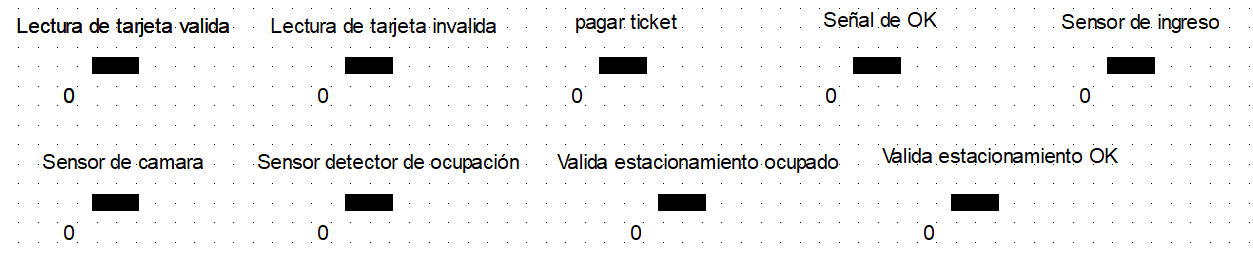 Lectura de tarjeta valida
Lectura de tarjeta invalida
pagar ticket
Señal de OK
Sensor de ingreso
0
0
0
0
0
Sensor de camara
Sensor detector de ocupación
Valida estacionamiento ocupado
Valida estacionamiento OK
0
0
0
0